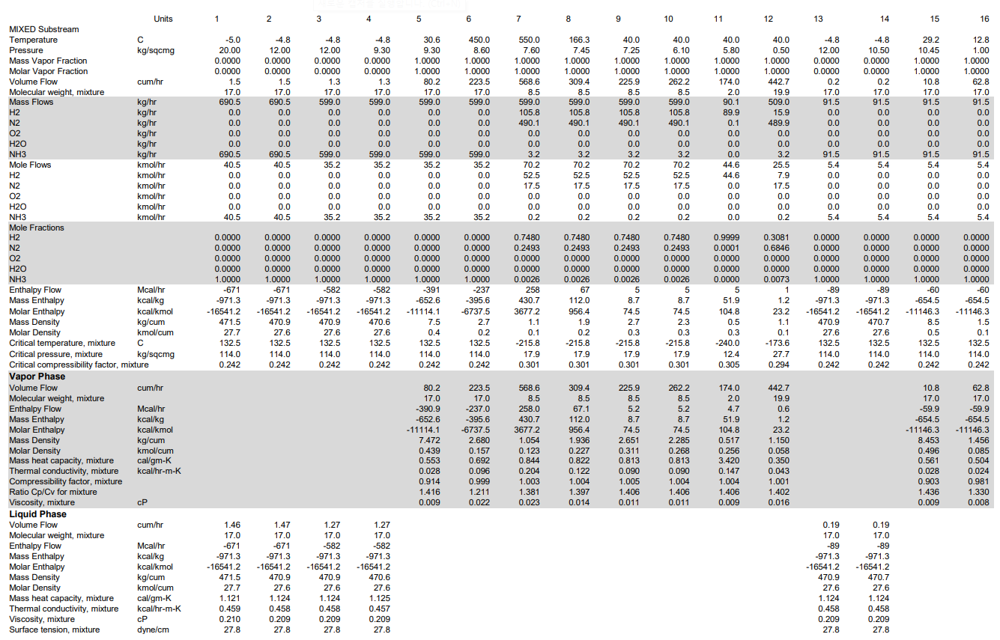 Units 1 2 3 4 5 6 7 8 9 10 11 12 13 14 15 16
MIXED Substream
Temperature C -5.0 -4.8 -4.8 -4.8 30.6 450.0 550.0 166.3 40.0 40.0 40.0 40.0 -4.8 -4.8 29.2 12.8
Pressure kg/sqcmg 20.00 12.00 12.00 9.30 9.30 8.60 7.60 7.45 7.25 6.10 5.80 0.50 12.00 10.50 10.45 1.00
Mass Vapor Fraction 0.0000 0.0000 0.0000 0.0000 1.0000 1.0000 1.0000 1.0000 1.0000 1.0000 1.0000 1.0000 0.0000 0.0000 1.0000 1.0000
Molar Vapor Fraction 0.0000 0.0000 0.0000 0.0000 1.0000 1.0000 1.0000 1.0000 1.0000 1.0000 1.0000 1.0000 0.0000 0.0000 1.0000 1.0000
Volume Flow cum/hr 1.5 1.5 1.3 1.3 80.2 223.5 568.6 309.4 225.9 262.2 174.0 442.7 0.2 0.2 10.8 62.8
Molecular weight, mixture 17.0 17.0 17.0 17.0 17.0 17.0 8.5 8.5 8.5 8.5 2.0 19.9 17.0 17.0 17.0 17.0
Mass Flows kg/hr 690.5 690.5 599.0 599.0 599.0 599.0 599.0 599.0 599.0 599.0 90.1 509.0 91.5 91.5 91.5 91.5
H2 kg/hr 0.0 0.0 0.0 0.0 0.0 0.0 105.8 105.8 105.8 105.8 89.9 15.9 0.0 0.0 0.0 0.0
N2 kg/hr 0.0 0.0 0.0 0.0 0.0 0.0 490.1 490.1 490.1 490.1 0.1 489.9 0.0 0.0 0.0 0.0
O2 kg/hr 0.0 0.0 0.0 0.0 0.0 0.0 0.0 0.0 0.0 0.0 0.0 0.0 0.0 0.0 0.0 0.0
H2O kg/hr 0.0 0.0 0.0 0.0 0.0 0.0 0.0 0.0 0.0 0.0 0.0 0.0 0.0 0.0 0.0 0.0
NH3 kg/hr 690.5 690.5 599.0 599.0 599.0 599.0 3.2 3.2 3.2 3.2 0.0 3.2 91.5 91.5 91.5 91.5
Mole Flows kmol/hr 40.5 40.5 35.2 35.2 35.2 35.2 70.2 70.2 70.2 70.2 44.6 25.5 5.4 5.4 5.4 5.4
H2 kmol/hr 0.0 0.0 0.0 0.0 0.0 0.0 52.5 52.5 52.5 52.5 44.6 7.9 0.0 0.0 0.0 0.0
N2 kmol/hr 0.0 0.0 0.0 0.0 0.0 0.0 17.5 17.5 17.5 17.5 0.0 17.5 0.0 0.0 0.0 0.0
O2 kmol/hr 0.0 0.0 0.0 0.0 0.0 0.0 0.0 0.0 0.0 0.0 0.0 0.0 0.0 0.0 0.0 0.0
H2O kmol/hr 0.0 0.0 0.0 0.0 0.0 0.0 0.0 0.0 0.0 0.0 0.0 0.0 0.0 0.0 0.0 0.0
NH3 kmol/hr 40.5 40.5 35.2 35.2 35.2 35.2 0.2 0.2 0.2 0.2 0.0 0.2 5.4 5.4 5.4 5.4
Mole Fractions
H2 0.0000 0.0000 0.0000 0.0000 0.0000 0.0000 0.7480 0.7480 0.7480 0.7480 0.9999 0.3081 0.0000 0.0000 0.0000 0.0000
N2 0.0000 0.0000 0.0000 0.0000 0.0000 0.0000 0.2493 0.2493 0.2493 0.2493 0.0001 0.6846 0.0000 0.0000 0.0000 0.0000
O2 0.0000 0.0000 0.0000 0.0000 0.0000 0.0000 0.0000 0.0000 0.0000 0.0000 0.0000 0.0000 0.0000 0.0000 0.0000 0.0000
H2O 0.0000 0.0000 0.0000 0.0000 0.0000 0.0000 0.0000 0.0000 0.0000 0.0000 0.0000 0.0000 0.0000 0.0000 0.0000 0.0000
NH3 1.0000 1.0000 1.0000 1.0000 1.0000 1.0000 0.0026 0.0026 0.0026 0.0026 0.0000 0.0073 1.0000 1.0000 1.0000 1.0000
Enthalpy Flow Mcal/hr -671 -671 -582 -582 -391 -237 258 67 5 5 5 1 -89 -89 -60 -60
Mass Enthalpy kcal/kg -971.3 -971.3 -971.3 -971.3 -652.6 -395.6 430.7 112.0 8.7 8.7 51.9 1.2 -971.3 -971.3 -654.5 -654.5
Molar Enthalpy kcal/kmol -16541.2 -16541.2 -16541.2 -16541.2 -11114.1 -6737.5 3677.2 956.4 74.5 74.5 104.8 23.2 -16541.2 -16541.2 -11146.3 -11146.3
Mass Density kg/cum 471.5 470.9 470.9 470.6 7.5 2.7 1.1 1.9 2.7 2.3 0.5 1.1 470.9 470.7 8.5 1.5
Molar Density kmol/cum 27.7 27.6 27.6 27.6 0.4 0.2 0.1 0.2 0.3 0.3 0.3 0.1 27.6 27.6 0.5 0.1
Critical temperature, mixture C 132.5 132.5 132.5 132.5 132.5 132.5 -215.8 -215.8 -215.8 -215.8 -240.0 -173.6 132.5 132.5 132.5 132.5
Critical pressure, mixture kg/sqcmg 114.0 114.0 114.0 114.0 114.0 114.0 17.9 17.9 17.9 17.9 12.4 27.7 114.0 114.0 114.0 114.0
Critical compressibility factor, mixture 0.242 0.242 0.242 0.242 0.242 0.242 0.301 0.301 0.301 0.301 0.305 0.294 0.242 0.242 0.242 0.242
Vapor Phase
Volume Flow cum/hr 80.2 223.5 568.6 309.4 225.9 262.2 174.0 442.7 10.8 62.8
Molecular weight, mixture 17.0 17.0 8.5 8.5 8.5 8.5 2.0 19.9 17.0 17.0
Enthalpy Flow Mcal/hr -390.9 -237.0 258.0 67.1 5.2 5.2 4.7 0.6 -59.9 -59.9
Mass Enthalpy kcal/kg -652.6 -395.6 430.7 112.0 8.7 8.7 51.9 1.2 -654.5 -654.5
Molar Enthalpy kcal/kmol -11114.1 -6737.5 3677.2 956.4 74.5 74.5 104.8 23.2 -11146.3 -11146.3
Mass Density kg/cum 7.472 2.680 1.054 1.936 2.651 2.285 0.517 1.150 8.453 1.456
Molar Density kmol/cum 0.439 0.157 0.123 0.227 0.311 0.268 0.256 0.058 0.496 0.085
Mass heat capacity, mixture cal/gm-K 0.553 0.692 0.844 0.822 0.813 0.813 3.420 0.350 0.561 0.504
Thermal conductivity, mixture kcal/hr-m-K 0.028 0.096 0.204 0.122 0.090 0.090 0.147 0.043 0.028 0.024
Compressibility factor, mixture 0.914 0.999 1.003 1.004 1.005 1.004 1.004 1.001 0.903 0.981
Ratio Cp/Cv for mixture 1.416 1.211 1.381 1.397 1.406 1.406 1.406 1.402 1.436 1.330
Viscosity, mixture cP 0.009 0.022 0.023 0.014 0.011 0.011 0.009 0.016 0.009 0.008
Liquid Phase
Volume Flow cum/hr 1.46 1.47 1.27 1.27 0.19 0.19
Molecular weight, mixture 17.0 17.0 17.0 17.0 17.0 17.0
Enthalpy Flow Mcal/hr -671 -671 -582 -582 -89 -89
Mass Enthalpy kcal/kg -971.3 -971.3 -971.3 -971.3 -971.3 -971.3
Molar Enthalpy kcal/kmol -16541.2 -16541.2 -16541.2 -16541.2 -16541.2 -16541.2
Mass Density kg/cum 471.5 470.9 470.9 470.6 470.9 470.7
Molar Density kmol/cum 27.7 27.6 27.6 27.6 27.6 27.6
Mass heat capacity, mixture cal/gm-K 1.121 1.124 1.124 1.125 1.124 1.124
Thermal conductivity, mixture kcal/hr-m-K 0.459 0.458 0.458 0.457 0.458 0.458
Viscosity, mixture cP 0.210 0.209 0.209 0.209 0.209 0.209
Surface tension, mixture dyne/cm 27.8 27.8 27.8 27.8 27.8 27.8